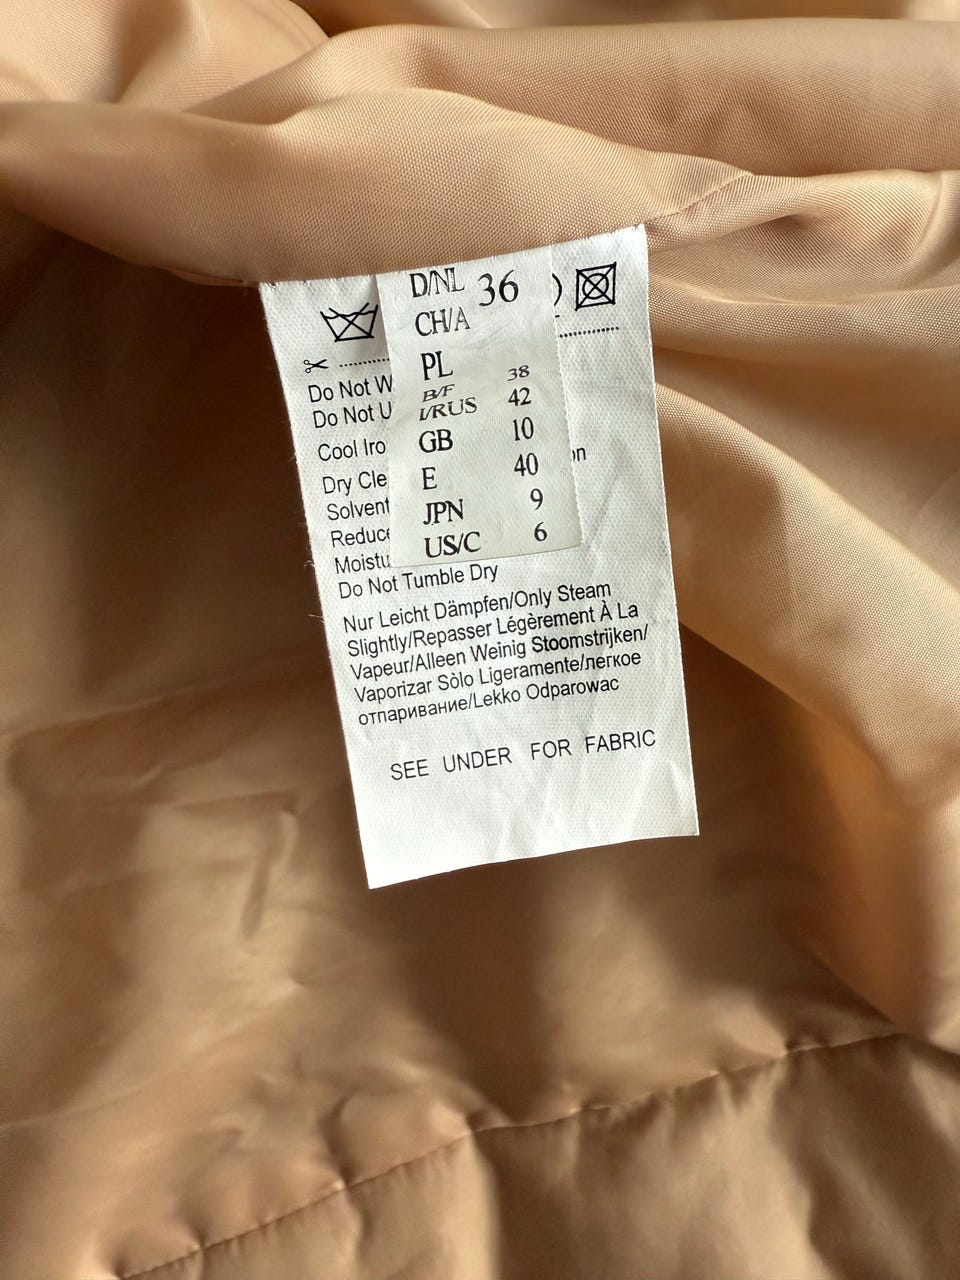 D/NL 36
CH/A
PL
B/F 38
I/RUS 42
GB 10
E 40
JPN 9
US/C 6
Do Not W
Do Not U
Cool Iro
Dry Cle on
Solvent
Reduce
Moistu
Do Not Tumble Dry
Nur Leicht Dämpfen/Only Steam
Slightly/Repasser Légèrement À La
Vapeur/Alleen Weinig Stoomstrijken/
Vaporizar Sòlo Ligeramente/легкое
отпаривание/Lekko Odparowac
SEE UNDER FOR FABRIC